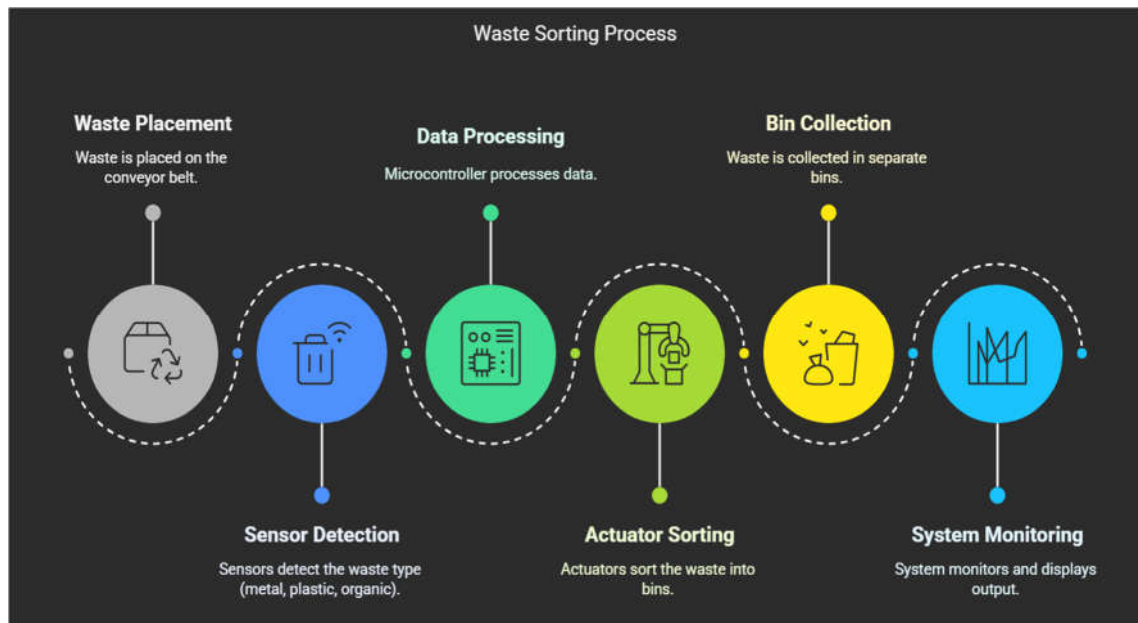 Waste Sorting Process
Waste Placement
Waste is placed on the
conveyor belt.
Data Processing
Microcontroller processes data.
Bin Collection
Waste is collected in separate
bins.
Sensor Detection
Sensors detect the waste type
(metal, plastic, organic).
Actuator Sorting
Actuators sort the waste into
bins.
System Monitoring
System monitors and displays
output.